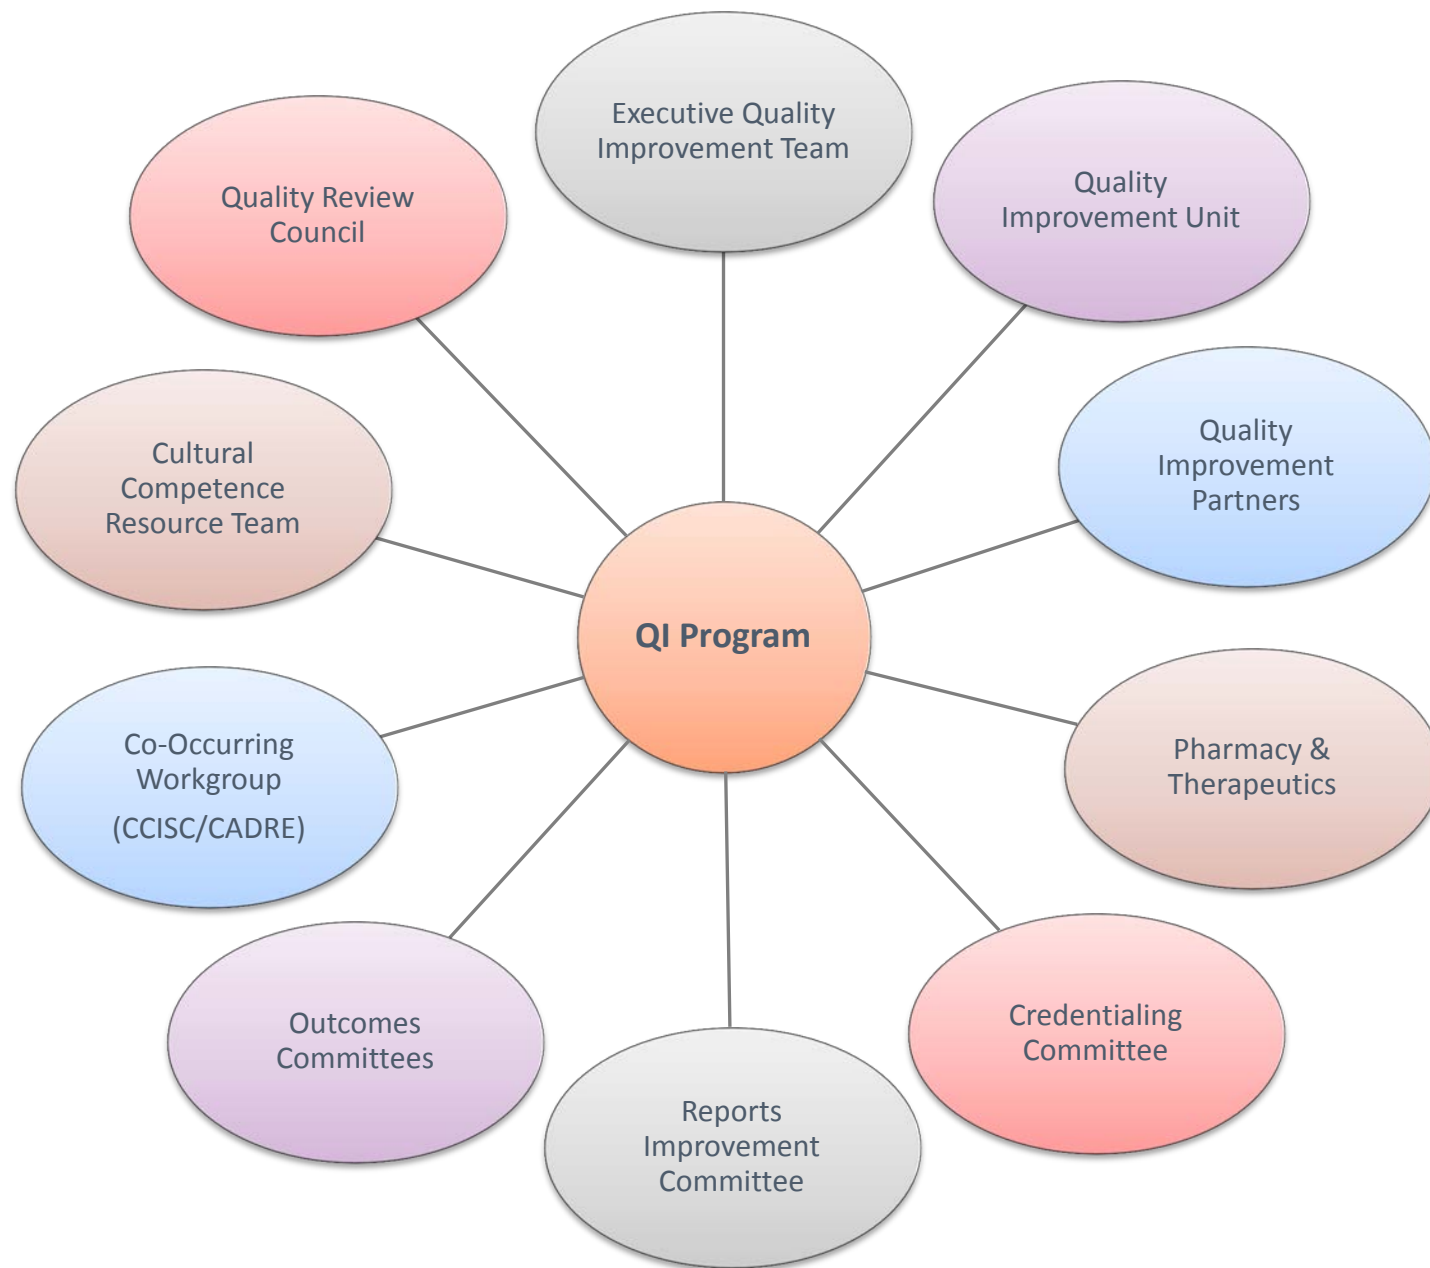 Executive Quality
Improvement Team
Quality
Improvement Unit
Quality Review
Council
Quality
Improvement
Partners
Cultural
Competence
Resource Team
QI Program
Co-Occurring
Workgroup
(CCISC/CADRE)
Pharmacy &
Therapeutics
Outcomes
Committees
Credentialing
Committee
Reports
Improvement
Committee